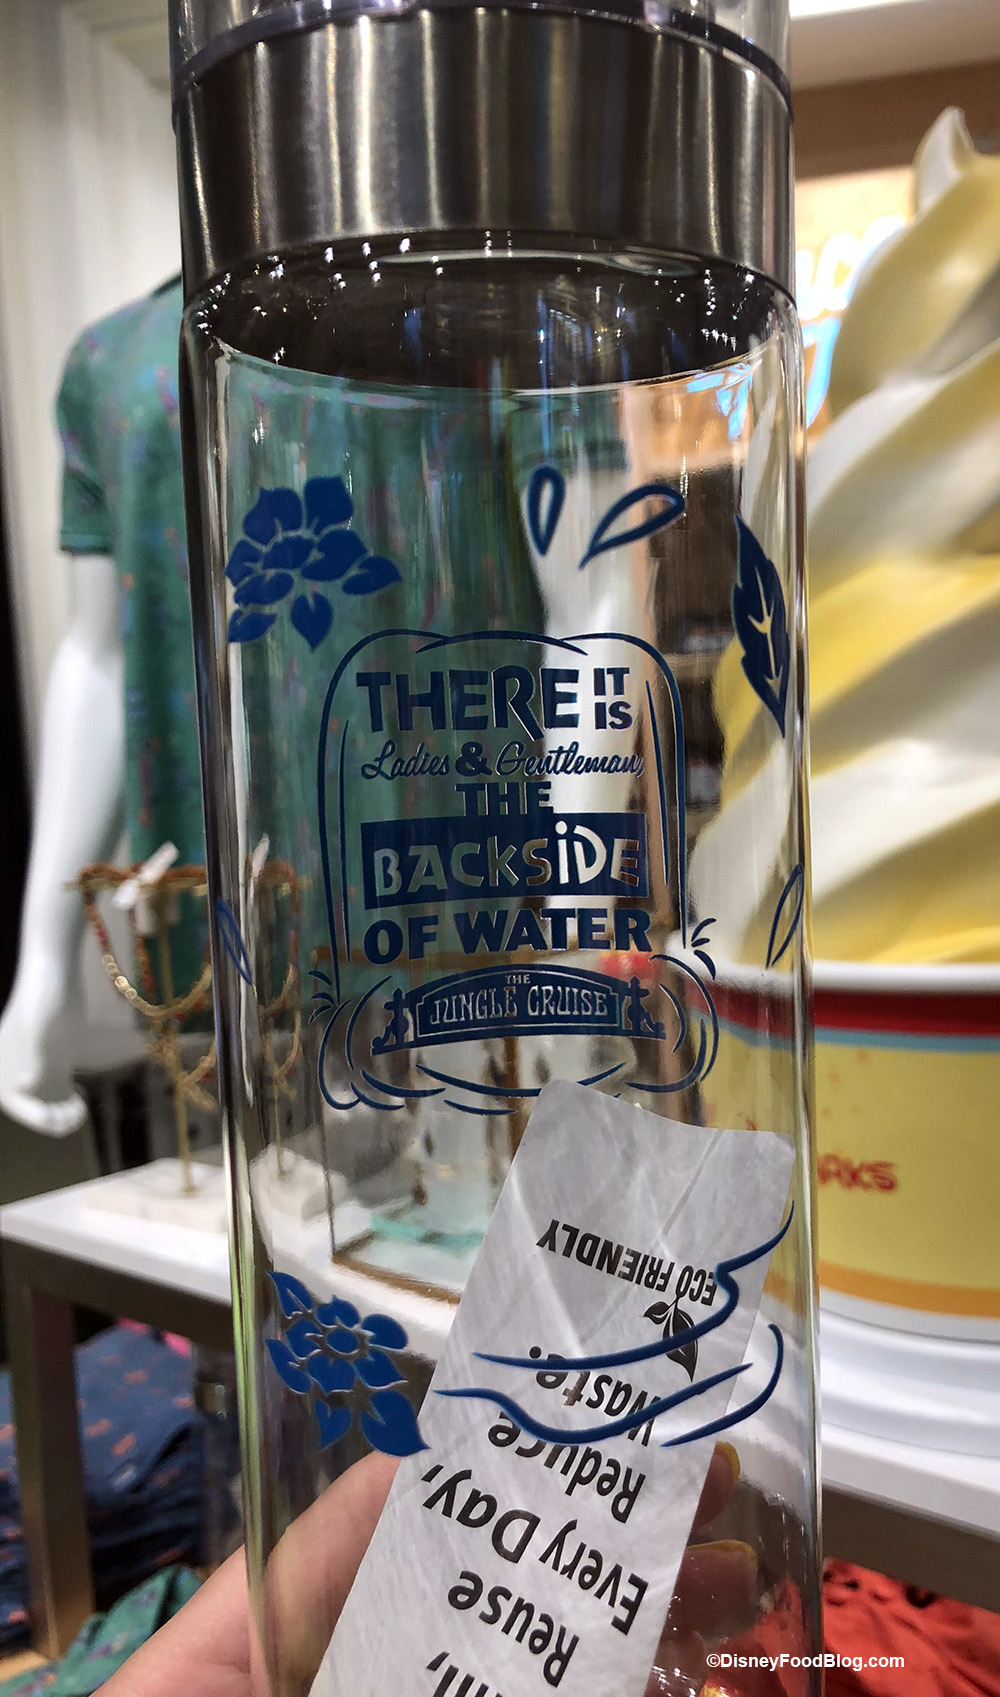 THERE IT IS
Ladies & Gentleman,
THE
BACKSiDE
OF WATER
THE
JUNGLE CRUISE
ECO FRIENDLY
Reuse
Every Day,
Reduce
Waste.
©DisneyFoodBlog.com